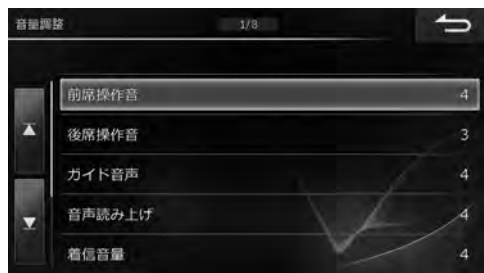 音量調整 1/3
前席操作音 4
後席操作音 3
ガイド音声 4
音声読み上げ 4
着信音量 4